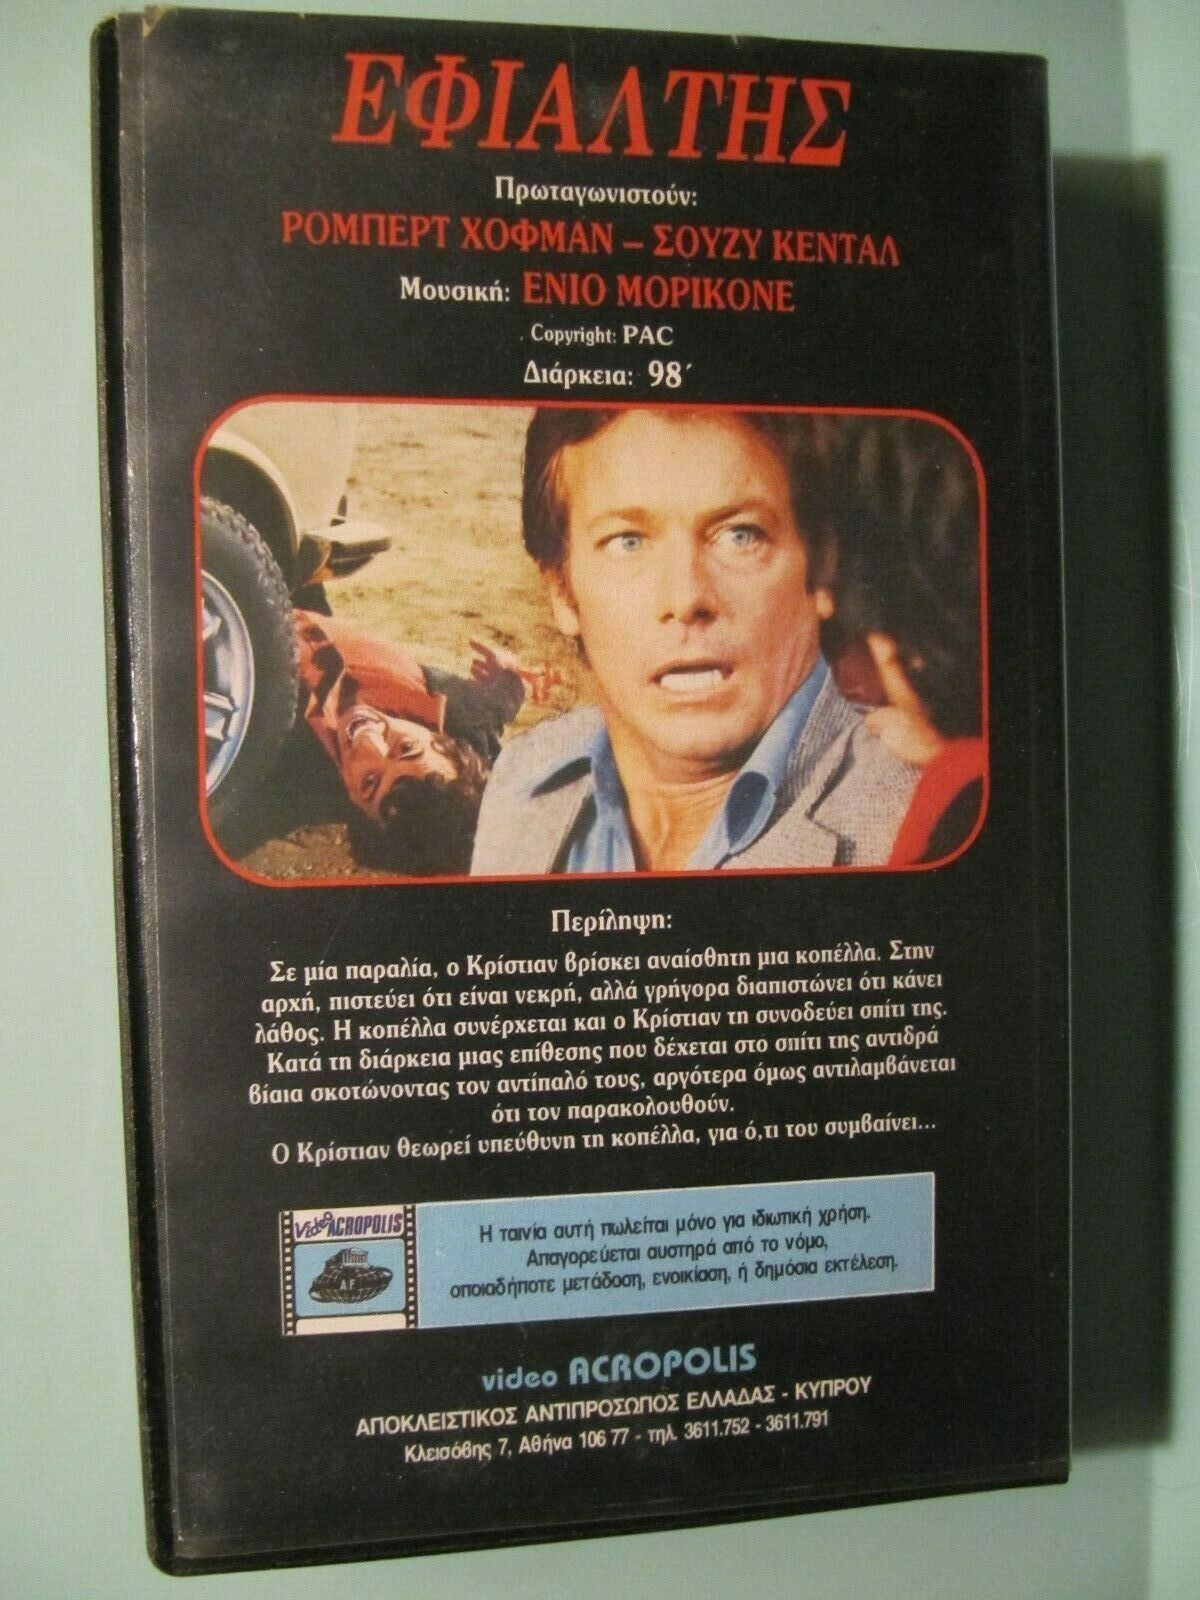 ΕΦΙΑΛΤΗΣ
Πρωταγωνιστούν:
ΡΟΜΠΕΡΤ ΧΟΦΜΑΝ – ΣΟΥΖΥ ΚΕΝΤΑΛ
Μουσική: ΕΝΙΟ ΜΟΡΙΚΟΝΕ
Copyright: PAC
Διάρκεια: 98΄
Περίληψη:
Σε μία παραλία, ο Κρίστιαν βρίσκει αναίσθητη μια κοπέλλα. Στην
αρχή, πιστεύει ότι είναι νεκρή, αλλά γρήγορα διαπιστώνει ότι κάνει
λάθος. Η κοπέλλα συνέρχεται και ο Κρίστιαν τη συνοδεύει σπίτι της.
Κατά τη διάρκεια μιας επίθεσης που δέχεται στο σπίτι της αντιδρά
βίαια σκοτώνοντας τον αντίπαλό τους, αργότερα όμως αντιλαμβάνεται
ότι τον παρακολουθούν.
Ο Κρίστιαν θεωρεί υπεύθυνη τη κοπέλλα, για ό,τι του συμβαίνει...
Video ACROPOLIS
AF
Η ταινία αυτή πωλείται μόνο για ιδιωτική χρήση.
Απαγορεύεται αυστηρά από το νόμο,
οποιαδήποτε μετάδοση, ενοικίαση, ή δημόσια εκτέλεση.
video ACROPOLIS
ΑΠΟΚΛΕΙΣΤΙΚΟΣ ΑΝΤΙΠΡΟΣΩΠΟΣ ΕΛΛΑΔΑΣ - ΚΥΠΡΟΥ
Κλεισόβης 7, Αθήνα 106 77 - τηλ. 3611.752 - 3611.791